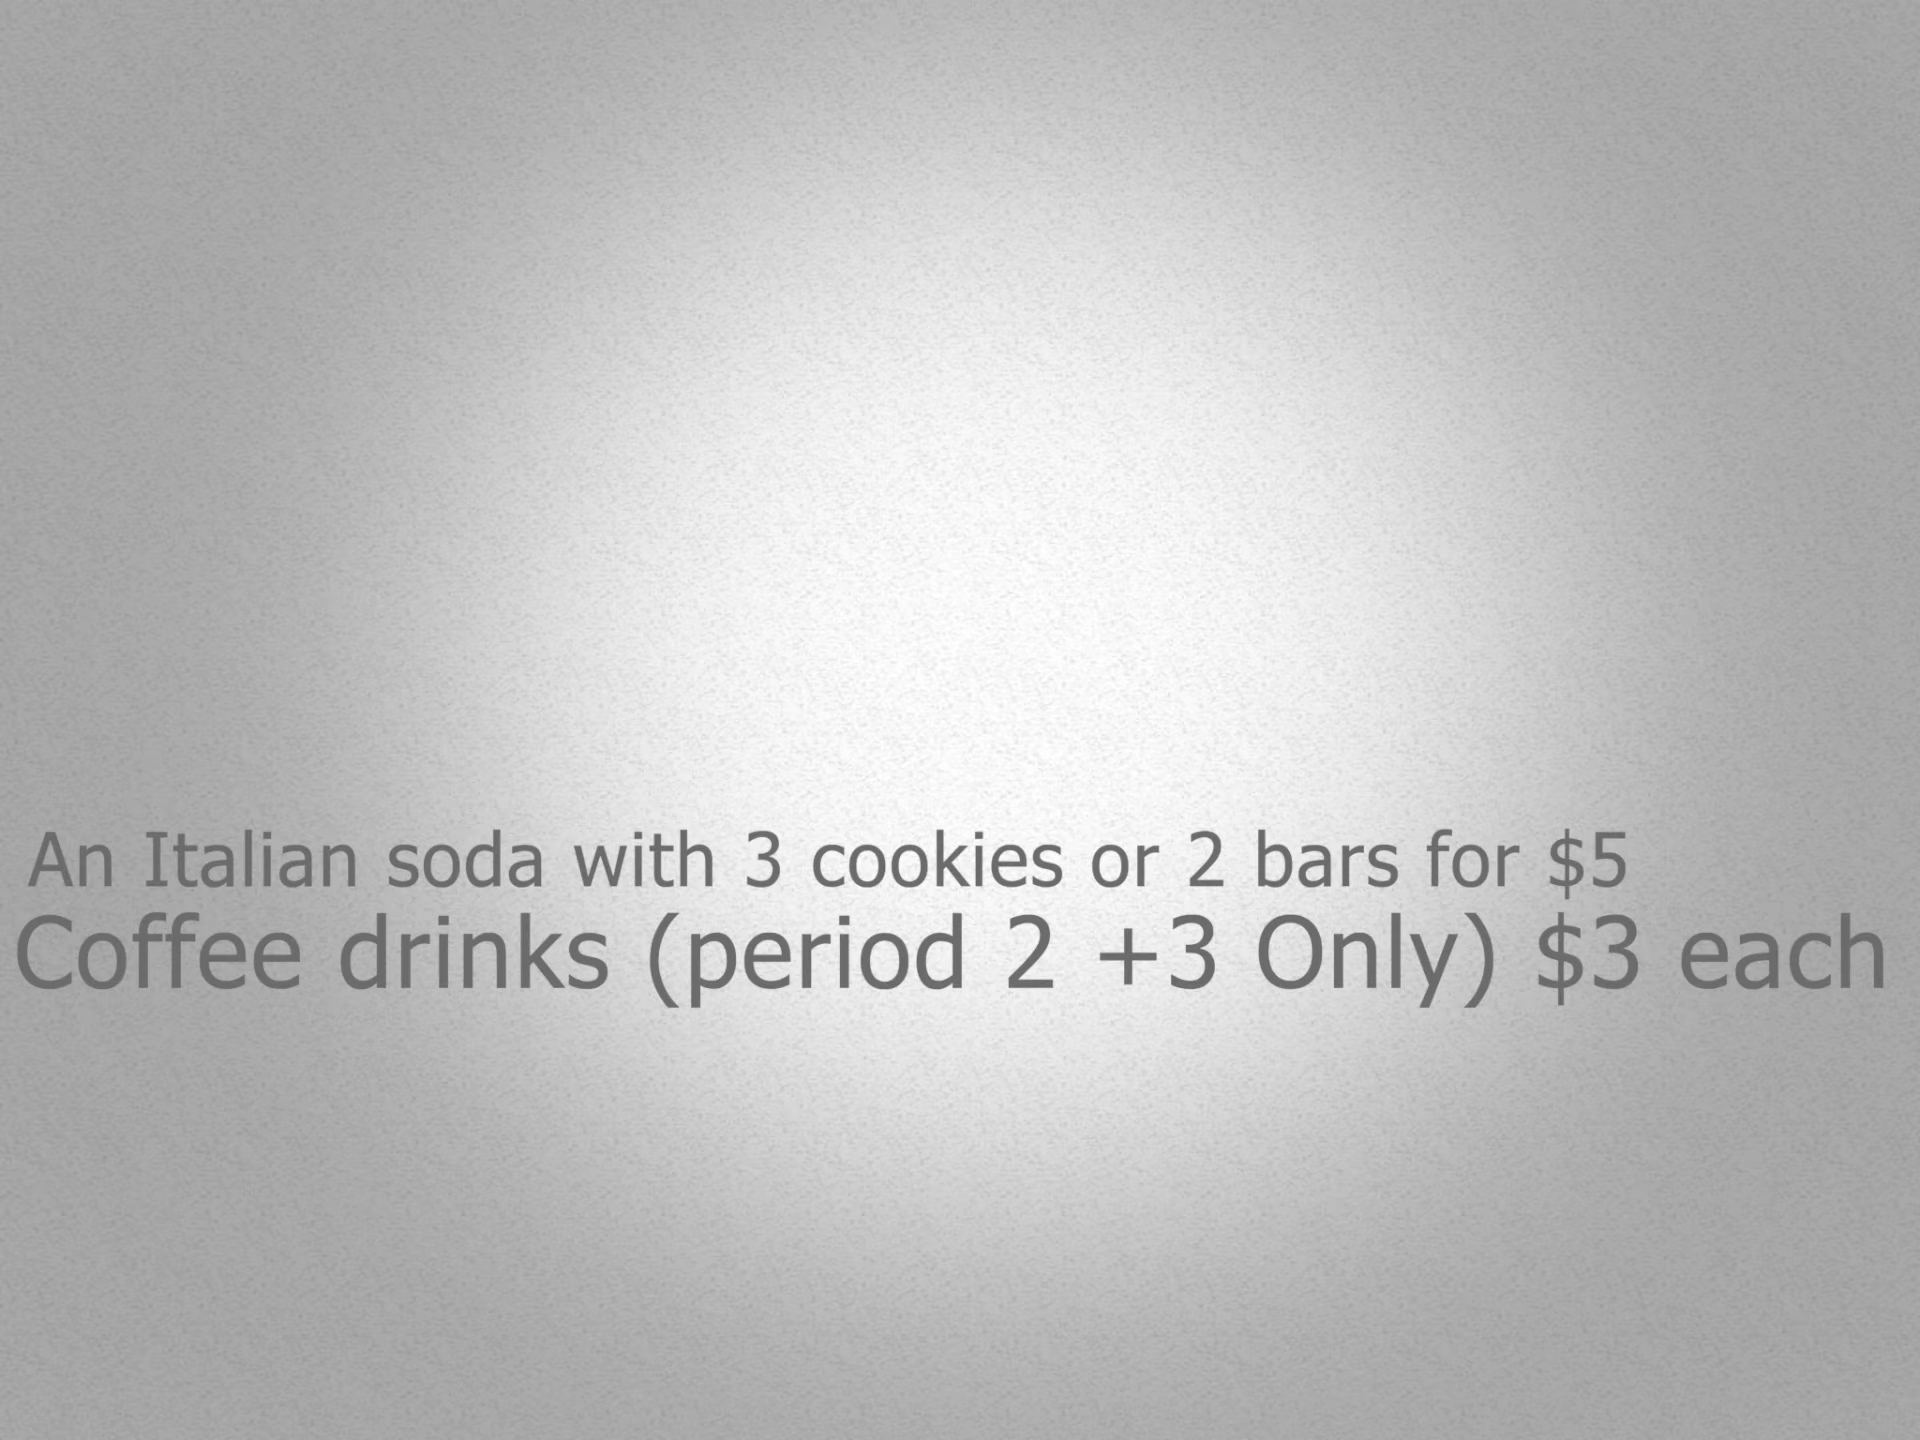 An Italian soda with 3 cookies or 2 bars for $5
Coffee drinks (period 2 +3 Only) $3 each